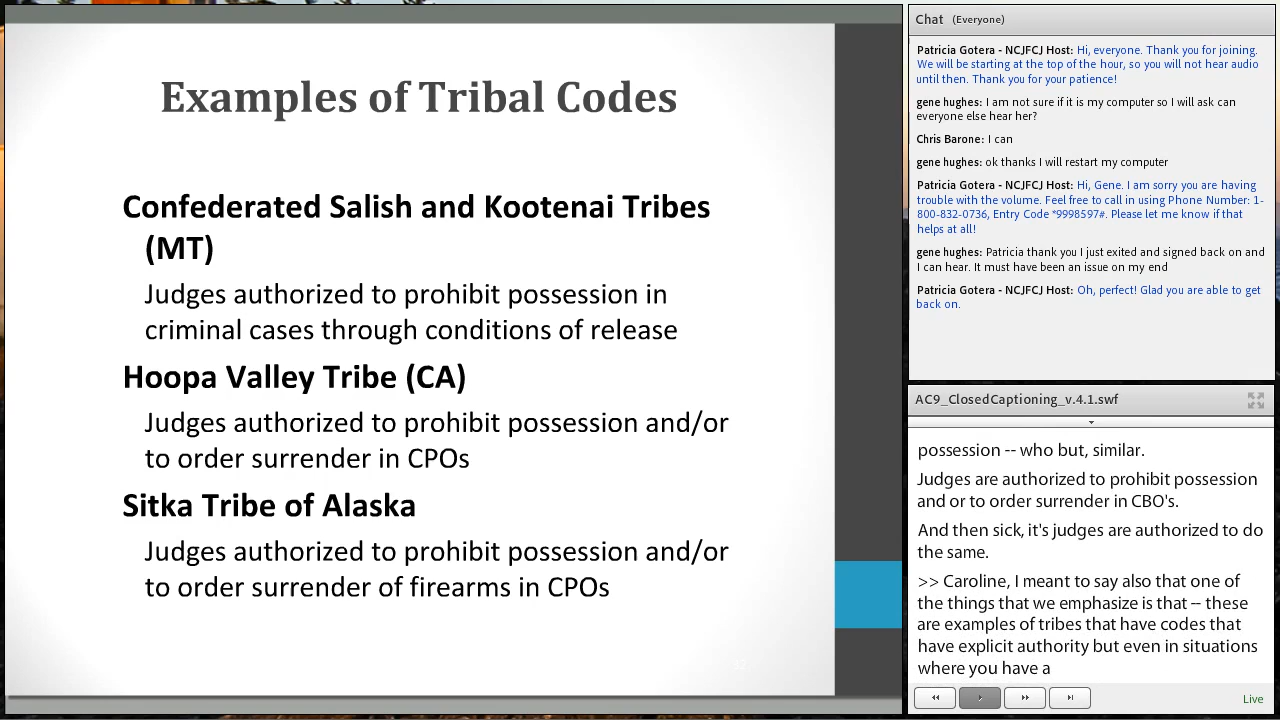 Examples of Tribal Codes
Confederated Salish and Kootenai Tribes
(MT)
Judges authorized to prohibit possession in
criminal cases through conditions of release
Hoopa Valley Tribe (CA)
Judges authorized to prohibit possession and/or
to order surrender in CPOs
Sitka Tribe of Alaska
Judges authorized to prohibit possession and/or
to order surrender of firearms in CPOs
Chat (Everyone)
Patricia Gotera - NCJFCJ Host: Hi, everyone. Thank you for joining.
We will be starting at the top of the hour, so you will not hear audio
until then. Thank you for your patience!
gene hughes: I am not sure if it is my computer so I will ask can
everyone else hear her?
Chris Barone: I can
gene hughes: ok thanks I will restart my computer
Patricia Gotera - NCJFCJ Host: Hi, Gene. I am sorry you are having
trouble with the volume. Feel free to call in using Phone Number: 1-
800-832-0736, Entry Code *9998597#. Please let me know if that
helps at all!
gene hughes: Patricia thank you I just exited and signed back on and
I can hear. It must have been an issue on my end
Patricia Gotera - NCJFCJ Host: Oh, perfect! Glad you are able to get
back on.
AC9_ClosedCaptioning_v.4.1.swf
possession -- who but, similar.
Judges are authorized to prohibit possession
and or to order surrender in CBO's.
And then sick, it's judges are authorized to do
the same.
>> Caroline, I meant to say also that one of
the things that we emphasize is that -- these
are examples of tribes that have codes that
have explicit authority but even in situations
where you have a
Live